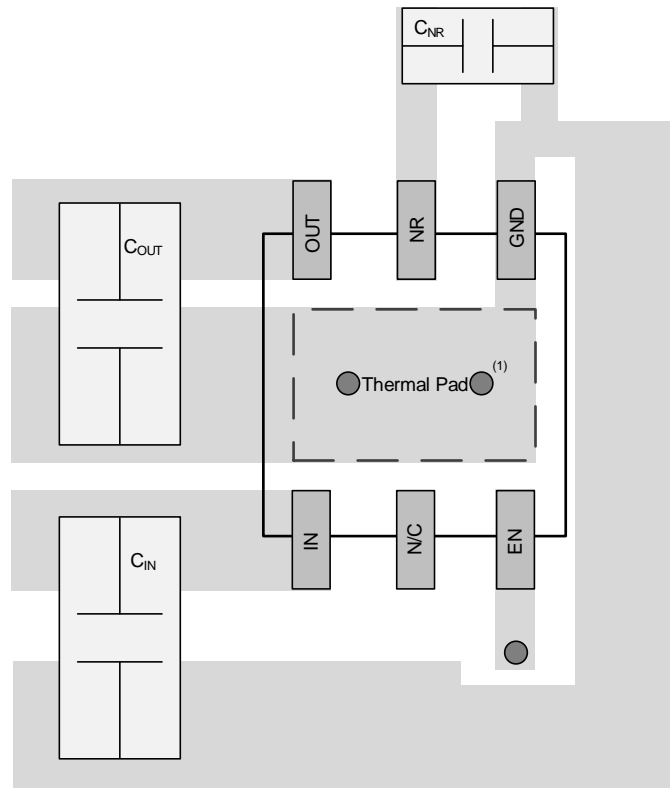 CNR
COUT
OUT
NR
GND
Thermal Pad (1)
CIN
IN
N/C
EN